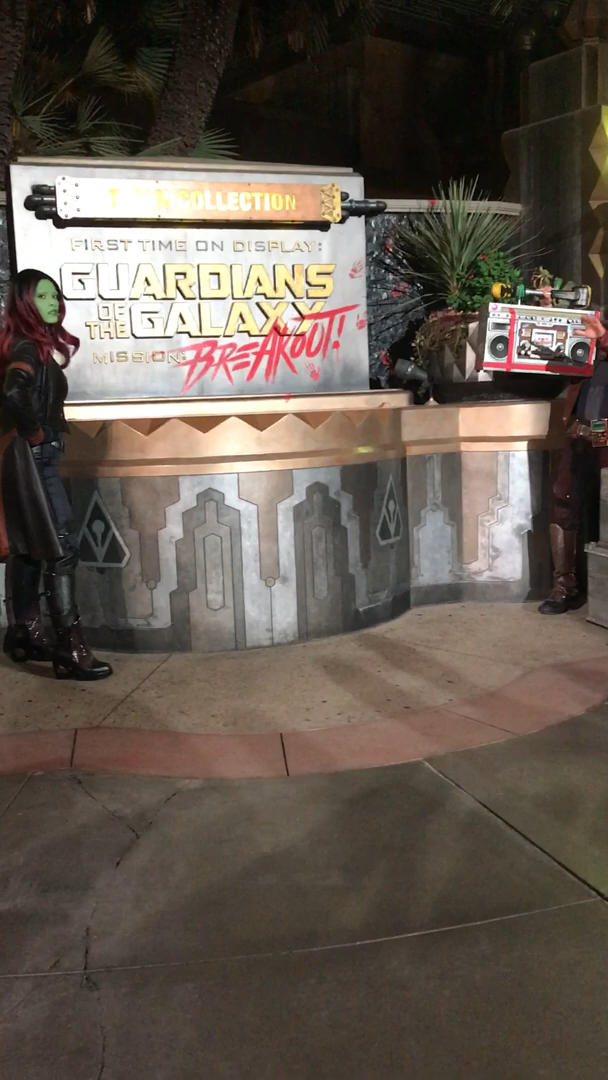 COLLECTION
FIRST TIME ON DISPLAY:
GUARDIANS
OF
THE GALAXY
MISSION: BREAKOUT!